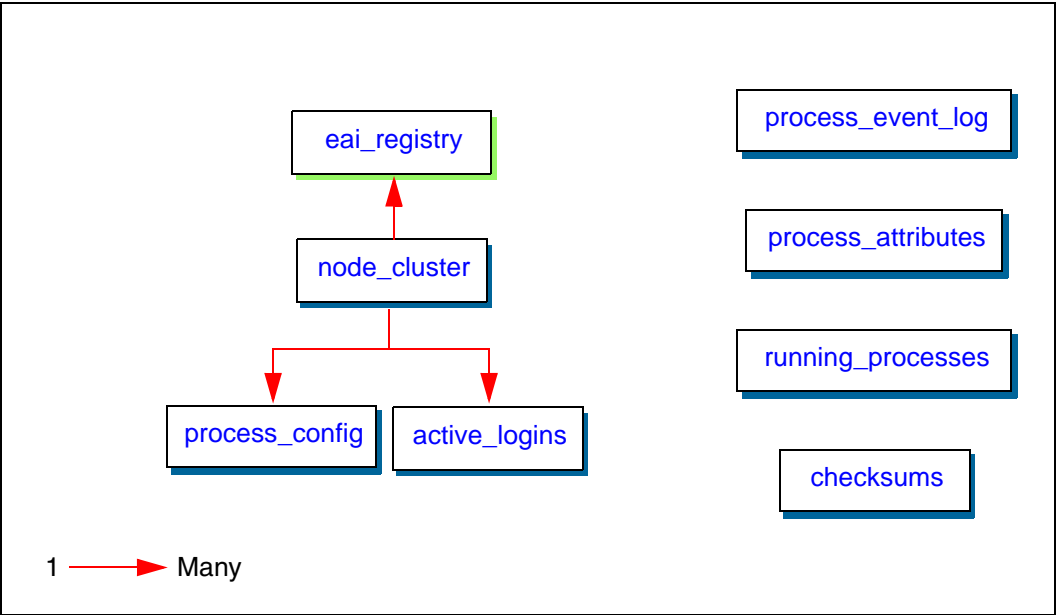 eai_registry
node_cluster
process_config
active_logins
process_event_log
process_attributes
running_processes
checksums
1 Many